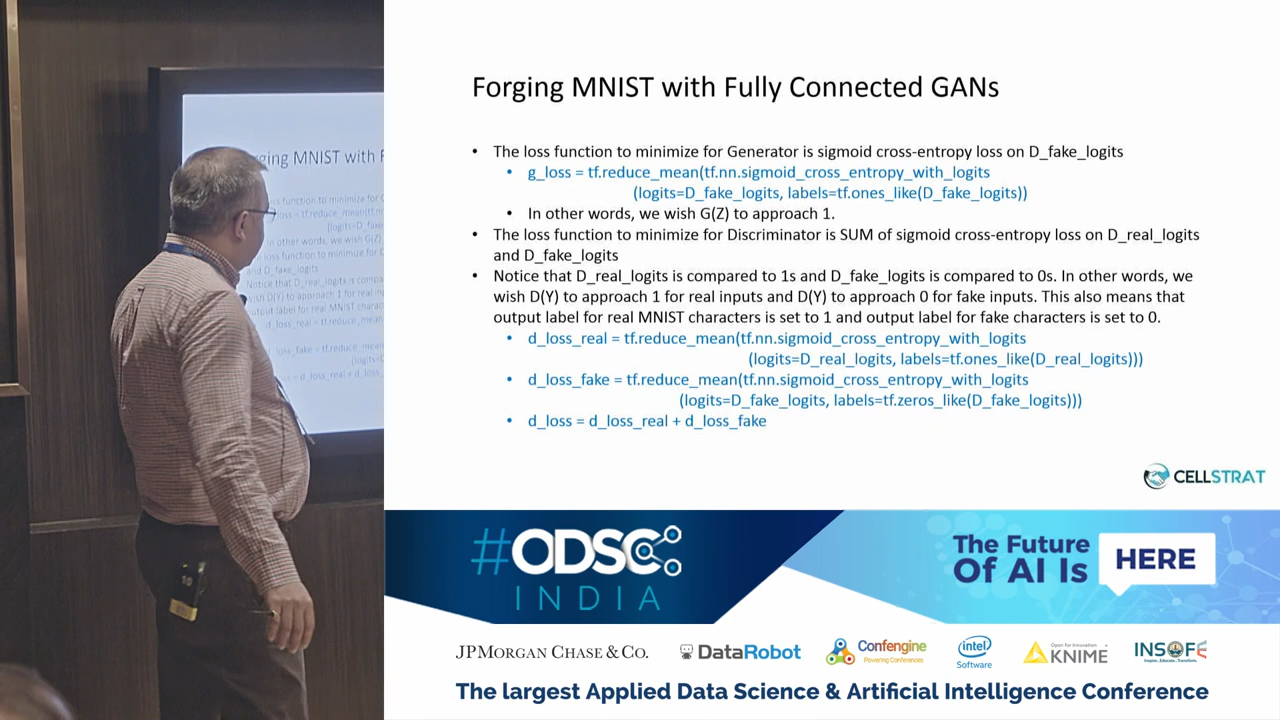 Forging MNIST with Fully Connected GANs
• The loss function to minimize for Generator is sigmoid cross-entropy loss on D_fake_logits
• g_loss = tf.reduce_mean(tf.nn.sigmoid_cross_entropy_with_logits
(logits=D_fake_logits, labels=tf.ones_like(D_fake_logits))
• In other words, we wish G(Z) to approach 1.
• The loss function to minimize for Discriminator is SUM of sigmoid cross-entropy loss on D_real_logits
and D_fake_logits
• Notice that D_real_logits is compared to 1s and D_fake_logits is compared to 0s. In other words, we
wish D(Y) to approach 1 for real inputs and D(Y) to approach 0 for fake inputs. This also means that
output label for real MNIST characters is set to 1 and output label for fake characters is set to 0.
• d_loss_real = tf.reduce_mean(tf.nn.sigmoid_cross_entropy_with_logits
(logits=D_real_logits, labels=tf.ones_like(D_real_logits)))
• d_loss_fake = tf.reduce_mean(tf.nn.sigmoid_cross_entropy_with_logits
(logits=D_fake_logits, labels=tf.zeros_like(D_fake_logits)))
• d_loss = d_loss_real + d_loss_fake
CELLSTRAT
#ODSC
INDIA
The Future
Of AI Is
HERE
JPMORGAN CHASE & CO.
DataRobot
Confengine
Powering Conferences
intel
Software
Open For Innovation
KNIME
INSOFE
Inspire...Educate...Transform.
The largest Applied Data Science & Artificial Intelligence Conference